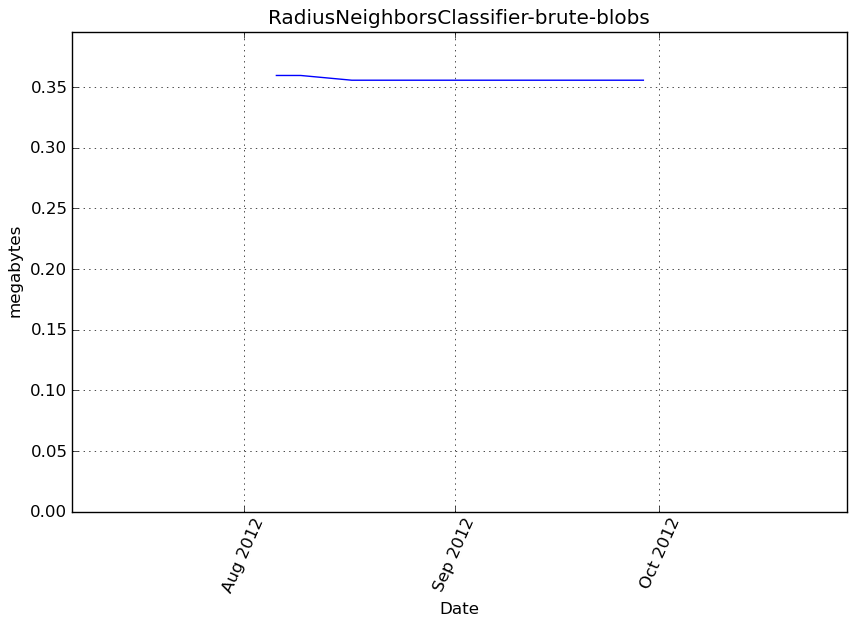 RadiusNeighborsClassifier-brute-blobs
0.35
0.30
0.25
0.20
0.15
0.10
0.05
0.00
megabytes
Aug 2012
Sep 2012
Oct 2012
Date